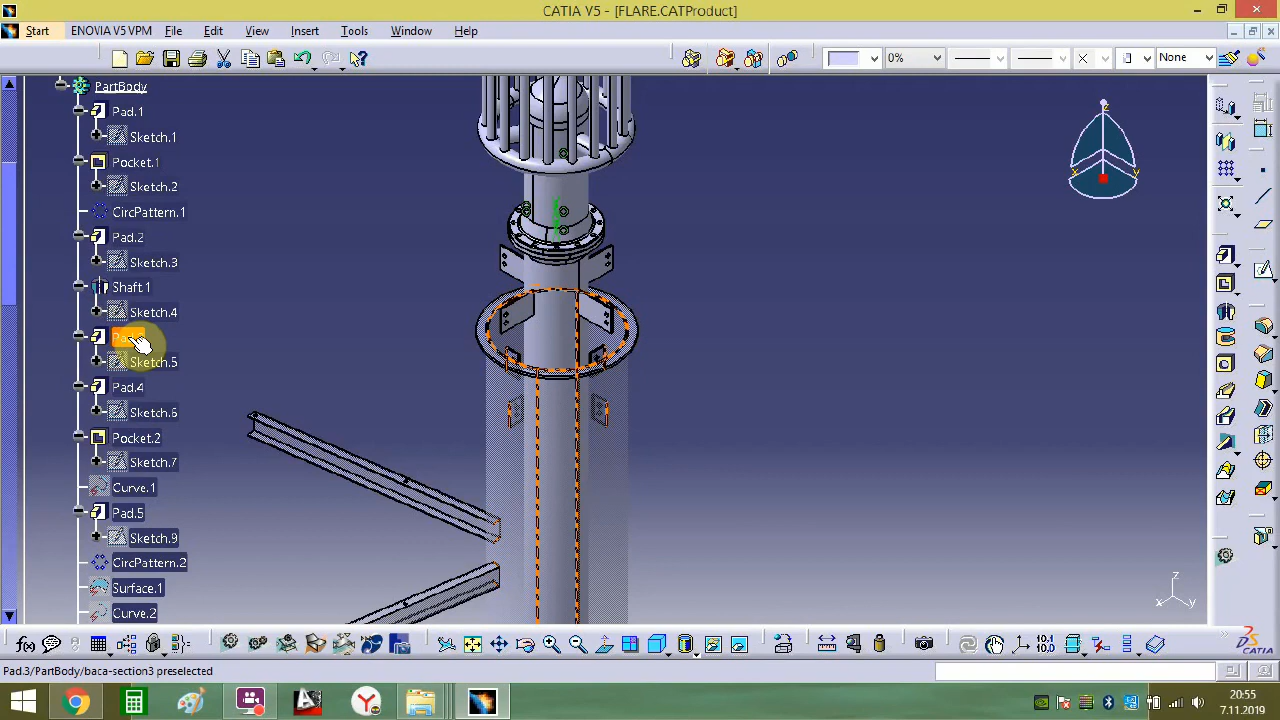 CATIA V5 - [FLARE.CATProduct]
Start ENOVIA V5 VPM File Edit View Insert Tools Window Help
0% None
PartBody
Pad.1
Sketch.1
Pocket.1
Sketch.2
CircPattern.1
Pad.2
Sketch.3
Shaft.1
Sketch.4
Sketch.5
Pad.4
Sketch.6
Pocket.2
Sketch.7
Curve.1
Pad.5
Sketch.9
CircPattern.2
Surface.1
Curve.2
z
x y
z
x y
f(x)
10.1
CATIA
Pad.3/PartBody/baca-section3 preselected
20:55
7.11.2019